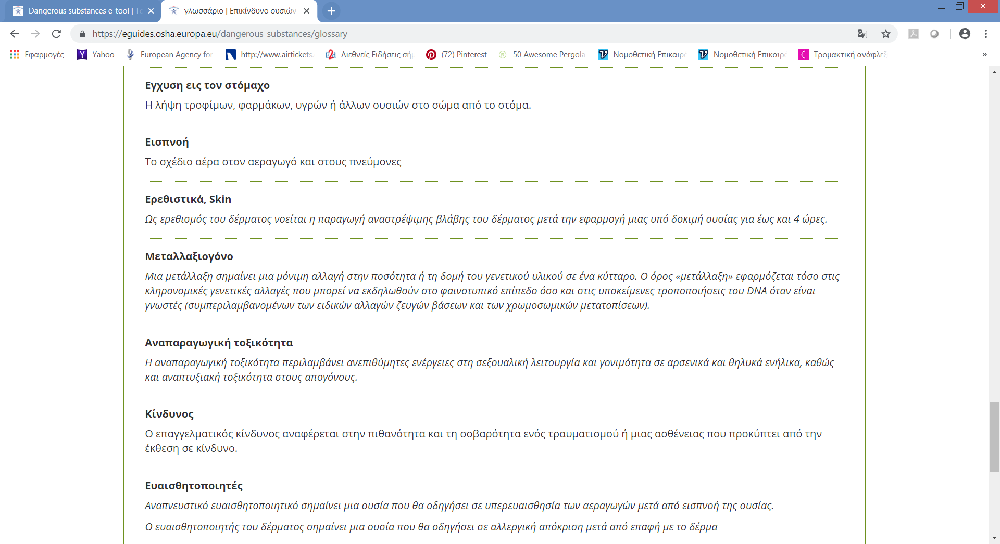 Dangerous substances e-tool | To
γλωσσάριο | Επικίνδυνο ουσιών
https://eguides.osha.europa.eu/dangerous-substances/glossary
Εφαρμογές
Yahoo
European Agency for
http://www.airtickets.
Διεθνείς Ειδήσεις σήμ
(72) Pinterest
50 Awesome Pergola
Νομοθετική Επικαιρό
Νομοθετική Επικαιρό
Τρομακτική ανάφλεξ
»
Εγχυση εις τον στόμαχο
Η λήψη τροφίμων, φαρμάκων, υγρών ή άλλων ουσιών στο σώμα από το στόμα.
Εισπνοή
Το σχέδιο αέρα στον αεραγωγό και στους πνεύμονες
Ερεθιστικά, Skin
Ως ερεθισμός του δέρματος νοείται η παραγωγή αναστρέψιμης βλάβης του δέρματος μετά την εφαρμογή μιας υπό δοκιμή ουσίας για έως και 4 ώρες.
Μεταλλαξιογόνο
Μια μετάλλαξη σημαίνει μια μόνιμη αλλαγή στην ποσότητα ή τη δομή του γενετικού υλικού σε ένα κύτταρο. Ο όρος «μετάλλαξη» εφαρμόζεται τόσο στις
κληρονομικές γενετικές αλλαγές που μπορεί να εκδηλωθούν στο φαινοτυπικό επίπεδο όσο και στις υποκείμενες τροποποιήσεις του DNA όταν είναι
γνωστές (συμπεριλαμβανομένων των ειδικών αλλαγών ζευγών βάσεων και των χρωμοσωμικών μετατοπίσεων).
Αναπαραγωγική τοξικότητα
Η αναπαραγωγική τοξικότητα περιλαμβάνει ανεπιθύμητες ενέργειες στη σεξουαλική λειτουργία και γονιμότητα σε αρσενικά και θηλυκά ενήλικα, καθώς
και αναπτυξιακή τοξικότητα στους απογόνους.
Κίνδυνος
Ο επαγγελματικός κίνδυνος αναφέρεται στην πιθανότητα και τη σοβαρότητα ενός τραυματισμού ή μιας ασθένειας που προκύπτει από την
έκθεση σε κίνδυνο.
Ευαισθητοποιητές
Αναπνευστικό ευαισθητοποιητικό σημαίνει μια ουσία που θα οδηγήσει σε υπερευαισθησία των αεραγωγών μετά από εισπνοή της ουσίας.
Ο ευαισθητοποιητής του δέρματος σημαίνει μια ουσία που θα οδηγήσει σε αλλεργική απόκριση μετά από επαφή με το δέρμα